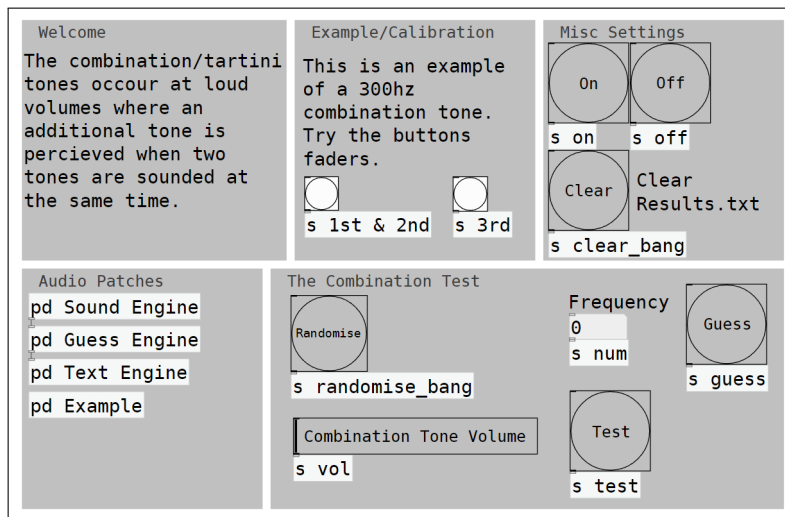 Welcome
The combination/tartini
tones occour at loud
volumes where an
additional tone is
percieved when two
tones are sounded at
the same time.
Example/Calibration
This is an example
of a 300hz
combination tone.
Try the buttons
faders.
s 1st & 2nd
s 3rd
Misc Settings
On
Off
s on
s off
Clear
Clear
Results.txt
s clear_bang
Audio Patches
pd Sound Engine
pd Guess Engine
pd Text Engine
pd Example
The Combination Test
Randomise
s randomise_bang
Combination Tone Volume
s vol
Frequency
0
s num
Guess
s guess
Test
s test